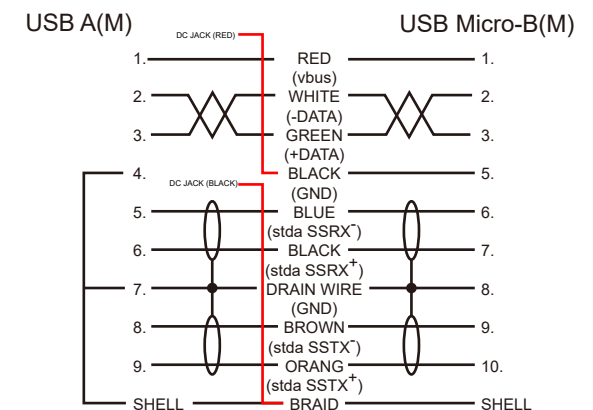 USB A(M)
USB Micro-B(M)
DC JACK (RED)
1. RED 1.
(vbus)
2. WHITE 2.
(-DATA)
3. GREEN 3.
(+DATA)
4. BLACK 5.
DC JACK (BLACK)
(GND)
5. BLUE 6.
(stda SSRX-)
6. BLACK 7.
(stda SSRX+)
7. DRAIN WIRE 8.
(GND)
8. BROWN 9.
(stda SSTX-)
9. ORANG 10.
(stda SSTX+)
SHELL BRAID SHELL